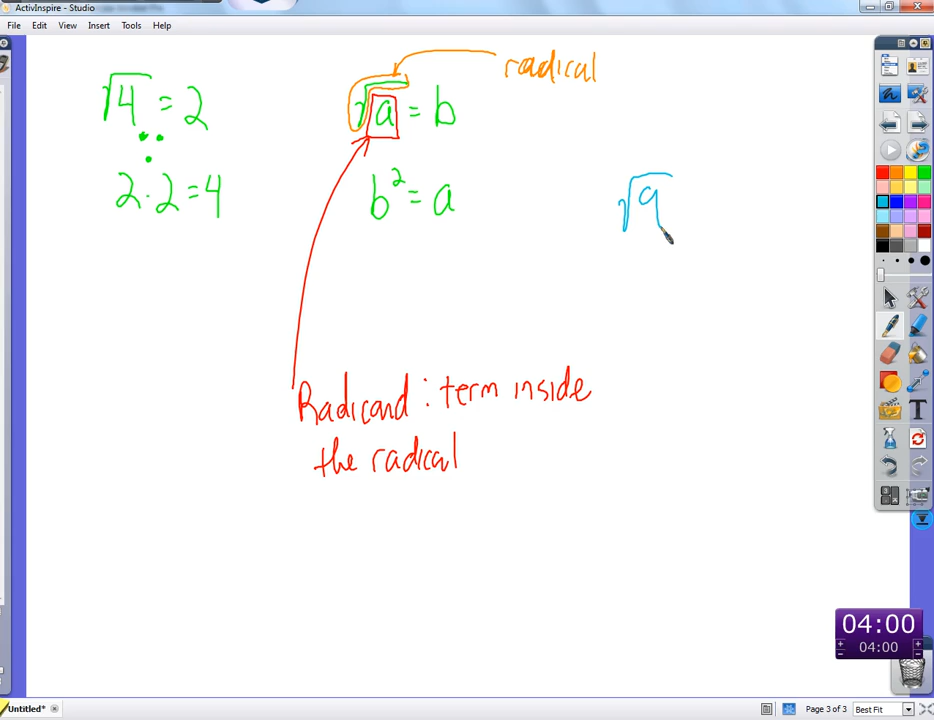 ActivInspire - Studio
File Edit View Insert Tools Help
radical
√4 = 2
√a = b
2 · 2 = 4
b² = a
√9
Radicand : term inside
the radical
04:00
04:00
Untitled*
Page 3 of 3
Best Fit